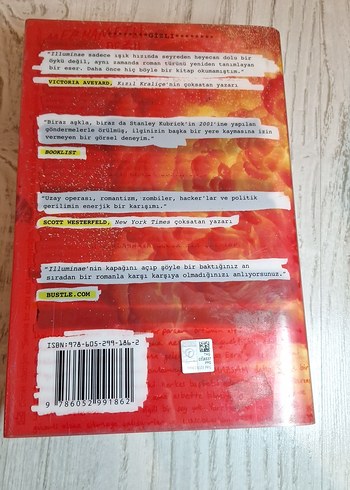 GİZLİ
"Illuminae sadece ışık hızında seyreden heyecan dolu bir
öykü değil, aynı zamanda roman türünü yeniden tanımlayan
bir eser. Daha önce hiç böyle bir kitap okumamıştım."
VICTORIA AVEYARD, Kızıl Kraliçe'nin çoksatan yazarı
"Biraz aşkla, biraz da Stanley Kubrick'in 2001'ine yapılan
göndermelerle örülmüş, ilginizin başka bir yere kaymasına izin
vermeyen bir görsel deneyim."
BOOKLIST
"Uzay operası, romantizm, zombiler, hacker'lar ve politik
gerilimin enerjik bir karışımı."
SCOTT WESTERFELD, New York Times çoksatan yazarı
"Illuminae'nin kapağını açıp şöyle bir baktığınız an
sıradan bir romanla karşı karşıya olmadığınızı anlıyorsunuz."
BUSTLE.COM
ISBN:978-605-299-186-2
9 786052 991862